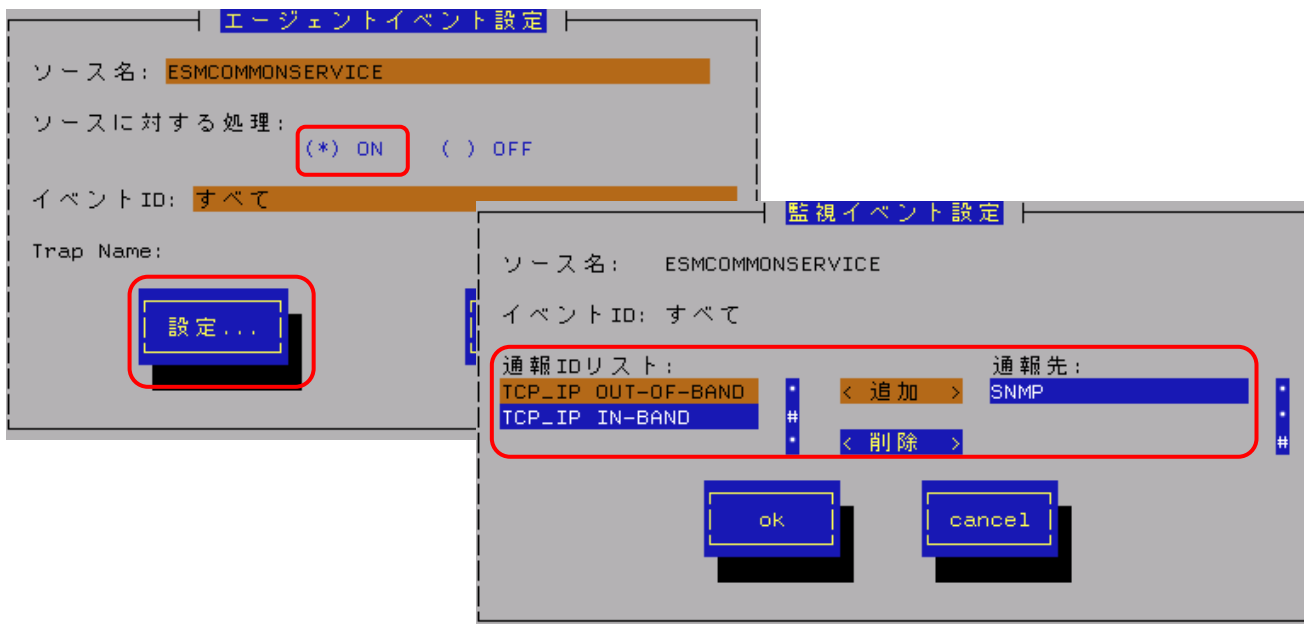 エージェントイベント設定
ソース名: ESMCOMMONSERVICE
ソースに対する処理:
(*) ON ( ) OFF
イベントID: すべて
Trap Name:
設定...
監視イベント設定
ソース名: ESMCOMMONSERVICE
イベントID: すべて
通報IDリスト: 通報先:
TCP_IP OUT-OF-BAND < 追加 > SNMP
TCP_IP IN-BAND #
< 削除 > #
ok cancel